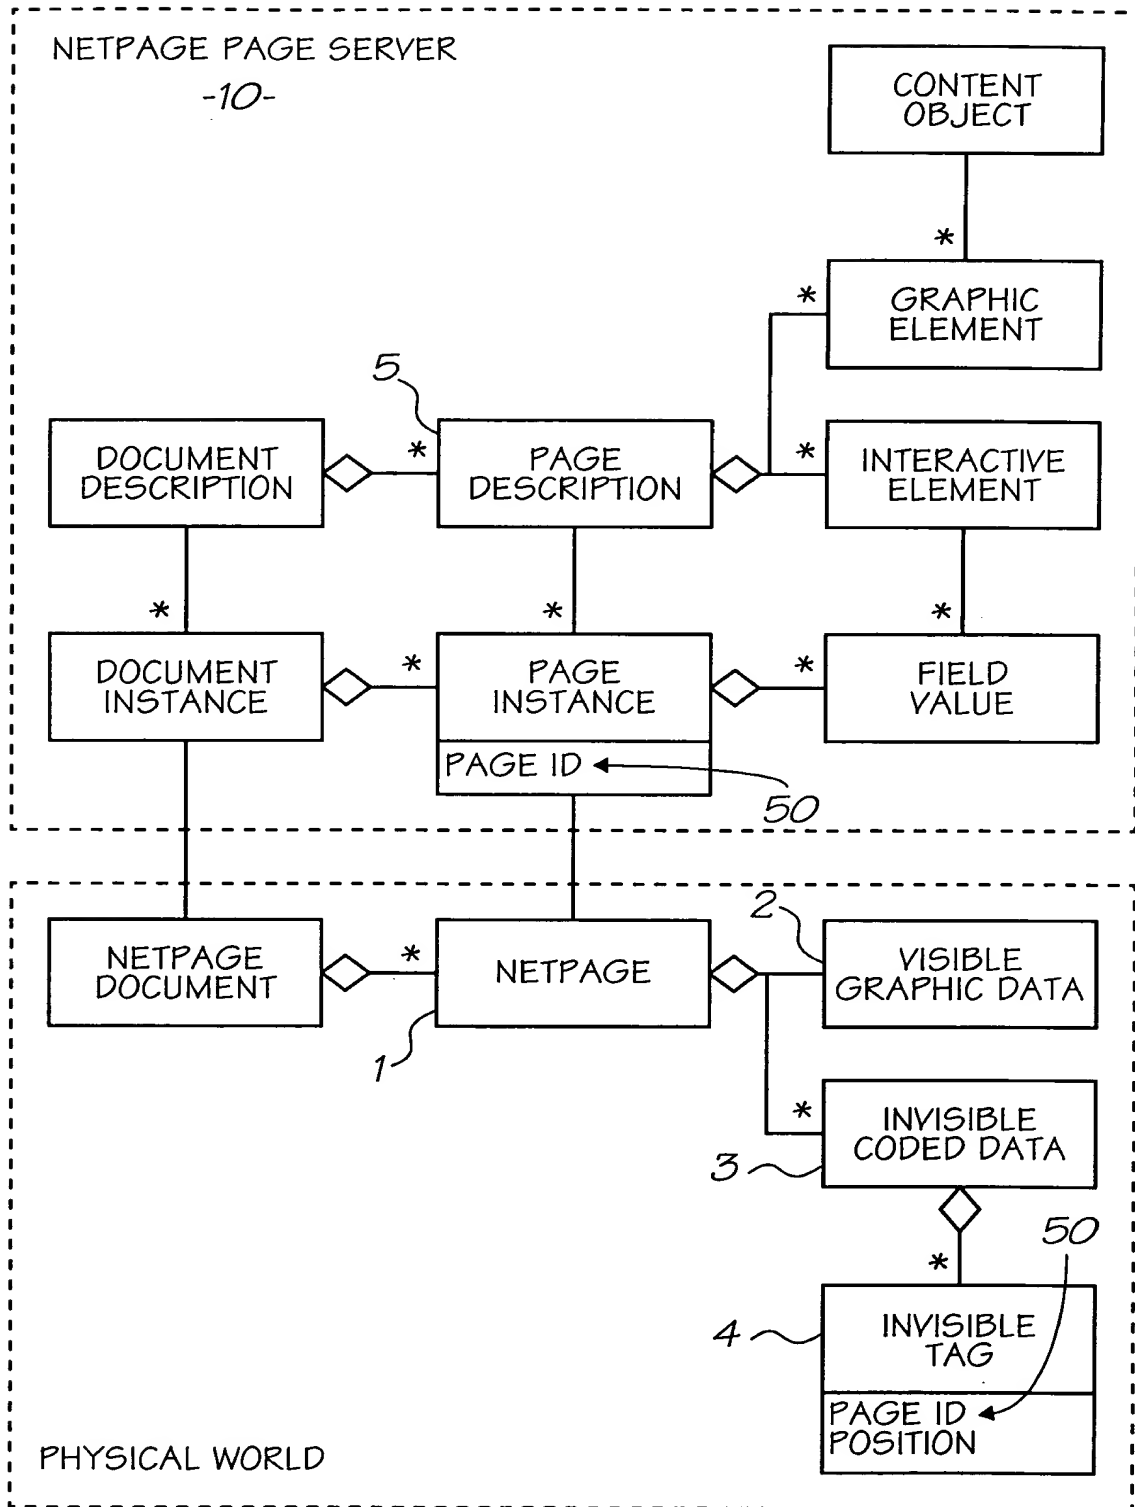 NETPAGE PAGE SERVER
-10-
CONTENT
OBJECT
*
GRAPHIC
ELEMENT
*
5
DOCUMENT
DESCRIPTION
*
PAGE
DESCRIPTION
*
INTERACTIVE
ELEMENT
*
*
*
DOCUMENT
INSTANCE
*
PAGE
INSTANCE
*
FIELD
VALUE
PAGE ID
50
NETPAGE
DOCUMENT
*
NETPAGE
1
2
VISIBLE
GRAPHIC DATA
*
INVISIBLE
CODED DATA
3
50
*
4
INVISIBLE
TAG
PAGE ID
POSITION
PHYSICAL WORLD